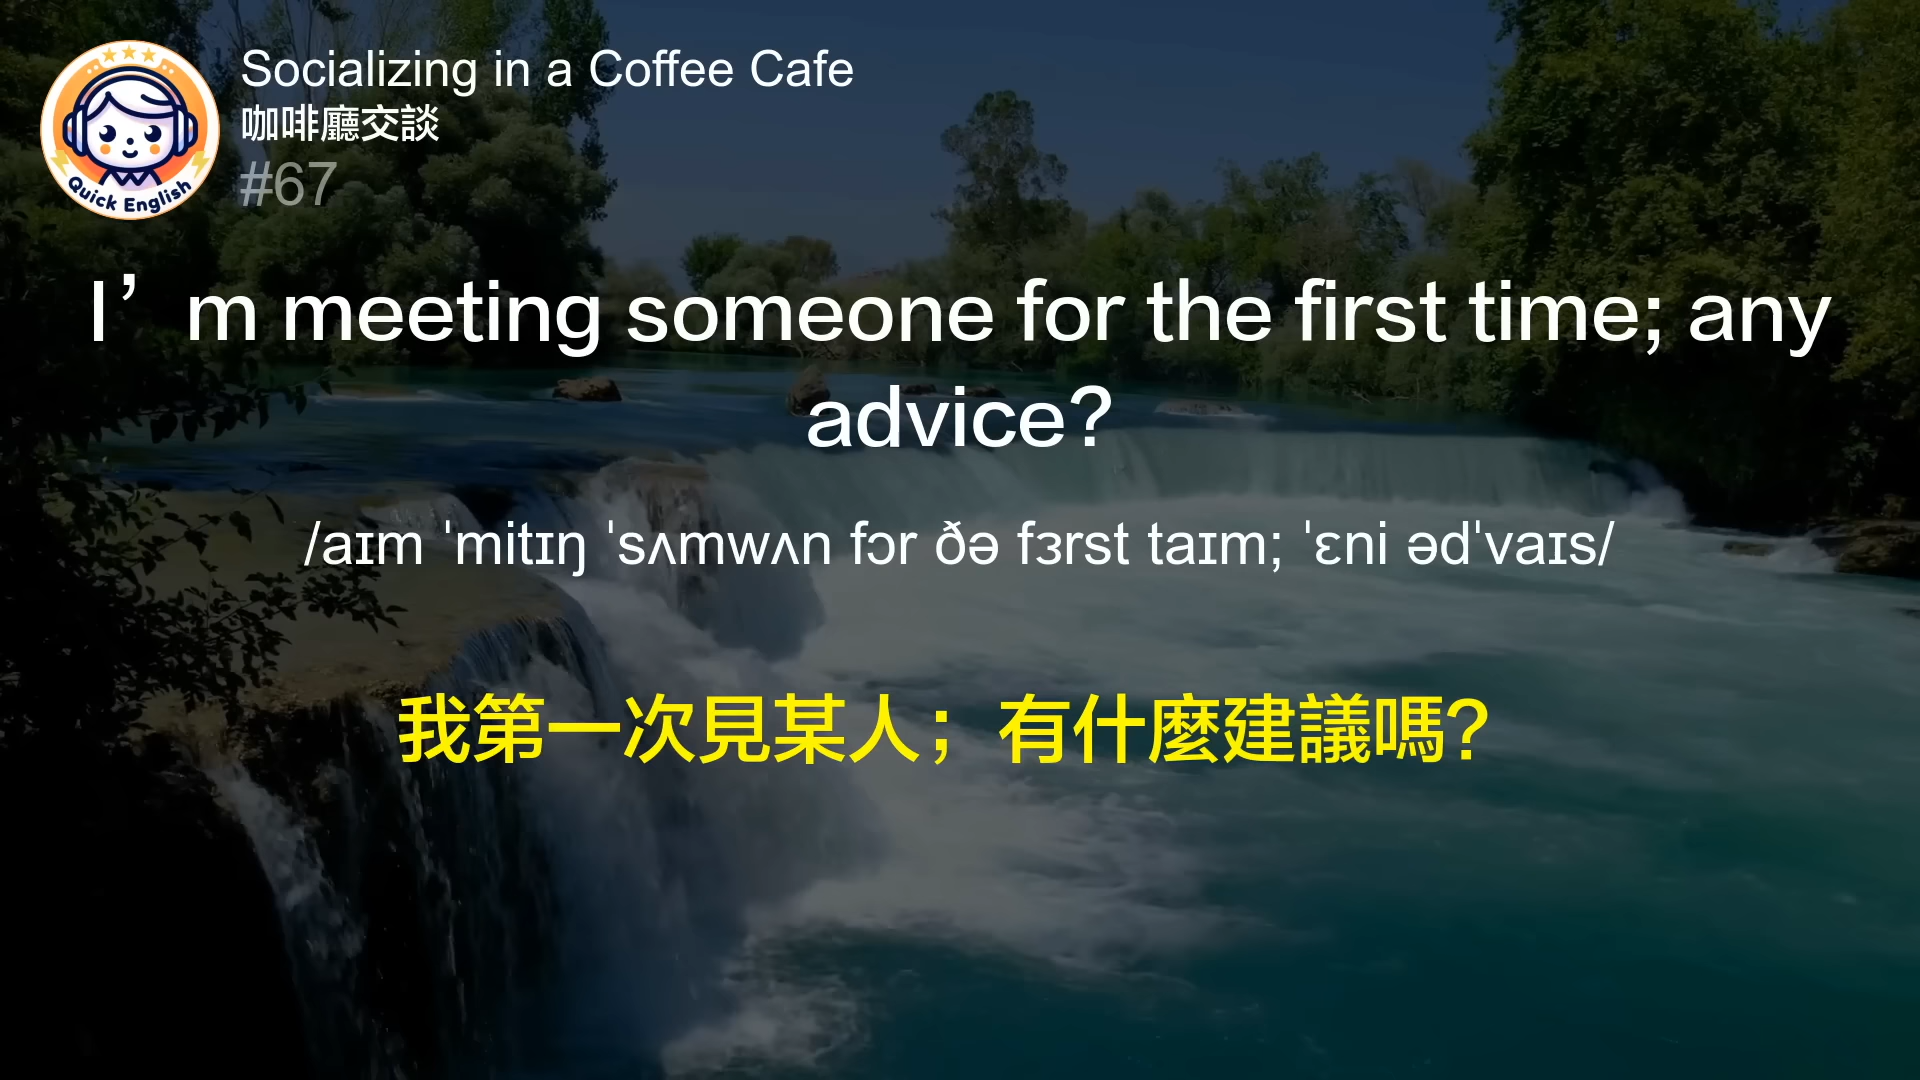 Socializing in a Coffee Cafe
咖啡廳交談
#67
Quick English
I’m meeting someone for the first time; any
advice?
/aɪm ˈmitɪŋ ˈsʌmwʌn fɔr ðə fɜrst taɪm; ˈɛni ədˈvaɪs/
我第一次見某人；有什麼建議嗎？